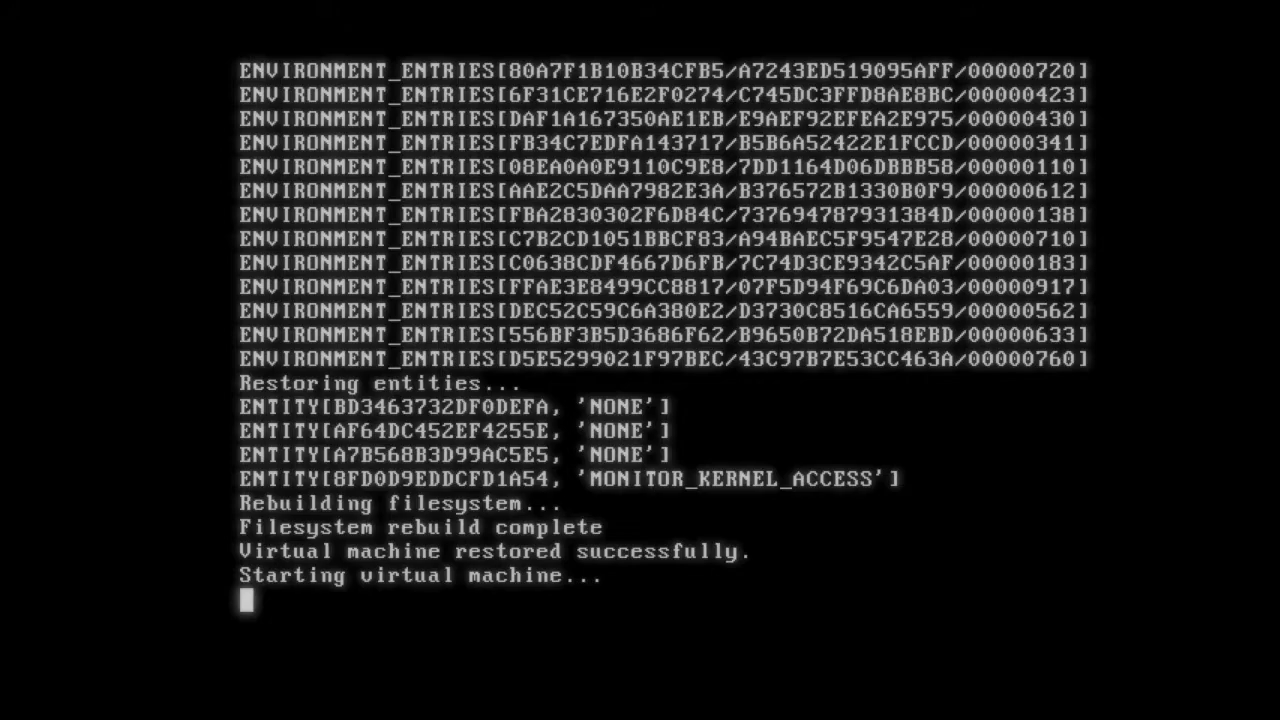 ENVIRONMENT_ENTRIES[80A7F1B10B34CFB5/A7243ED519095AFF/00000720]
ENVIRONMENT_ENTRIES[6F31CE716E2F0274/C745DC3FFD8AE8BC/00000423]
ENVIRONMENT_ENTRIES[DAF1A167350AE1EB/E9AEF92EFEA2E975/00000430]
ENVIRONMENT_ENTRIES[FB34C7EDFA143717/B5B6A52422E1FCCD/00000341]
ENVIRONMENT_ENTRIES[08EA0A0E9110C9E8/7DD1164D06DBBB58/00000110]
ENVIRONMENT_ENTRIES[AAE2C5DAA7982E3A/B376572B1330B0F9/00000612]
ENVIRONMENT_ENTRIES[FBA2830302F6D84C/737694787931384D/00000138]
ENVIRONMENT_ENTRIES[C7B2CD1051BBCF83/A94BAEC5F9547E28/00000710]
ENVIRONMENT_ENTRIES[C0638CDF4667D6FB/7C74D3CE9342C5AF/00000183]
ENVIRONMENT_ENTRIES[FFAE3E8499CC8817/07F5D94F69C6DA03/00000917]
ENVIRONMENT_ENTRIES[DEC52C59C6A380E2/D3730C8516CA6559/00000562]
ENVIRONMENT_ENTRIES[556BF3B5D3686F62/B9650B72DA518EBD/00000633]
ENVIRONMENT_ENTRIES[D5E5299021F97BEC/43C97B7E53CC463A/00000760]
Restoring entities...
ENTITY[BD3463732DF0DEFA, 'NONE']
ENTITY[AF64DC452EF4255E, 'NONE']
ENTITY[A7B568B3D99AC5E5, 'NONE']
ENTITY[8FD0D9EDDCFD1A54, 'MONITOR_KERNEL_ACCESS']
Rebuilding filesystem...
Filesystem rebuild complete
Virtual machine restored successfully.
Starting virtual machine...